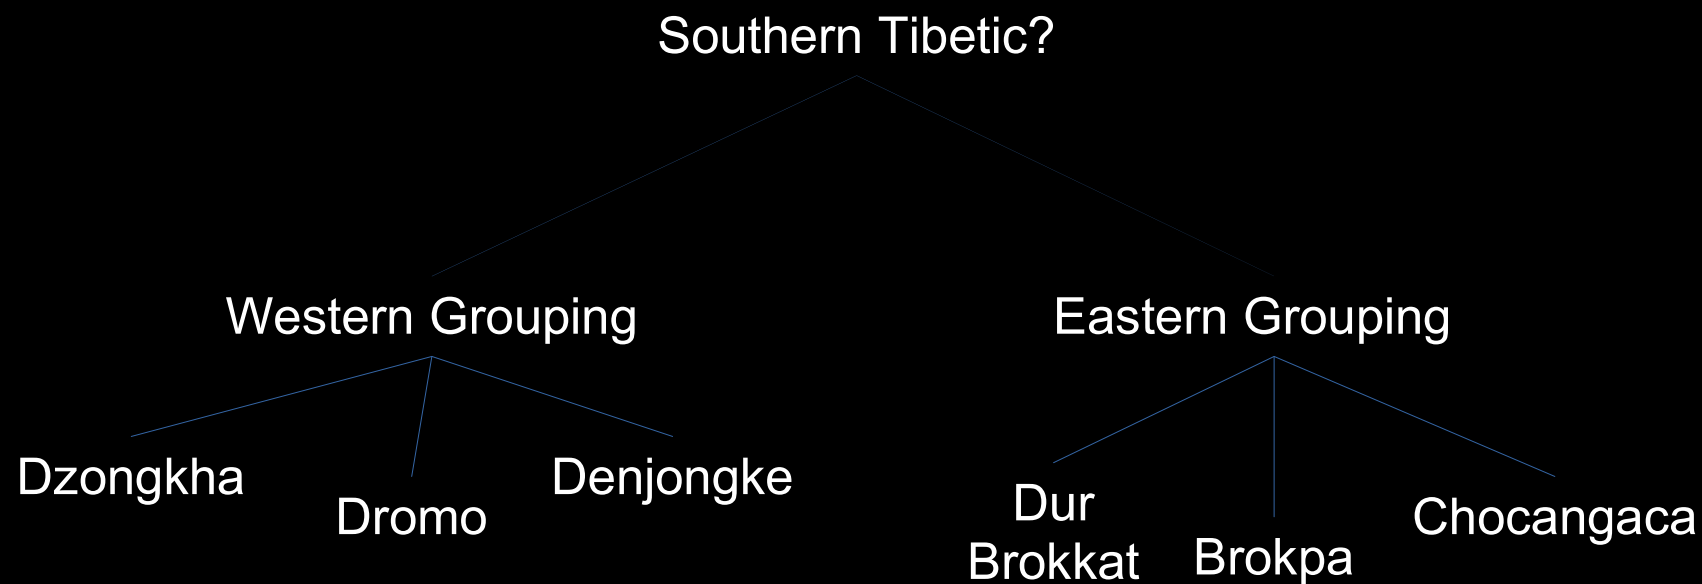 Southern Tibetic?
Western Grouping
Eastern Grouping
Dzongkha
Dromo
Denjongke
Dur
Brokkat
Brokpa
Chocangaca